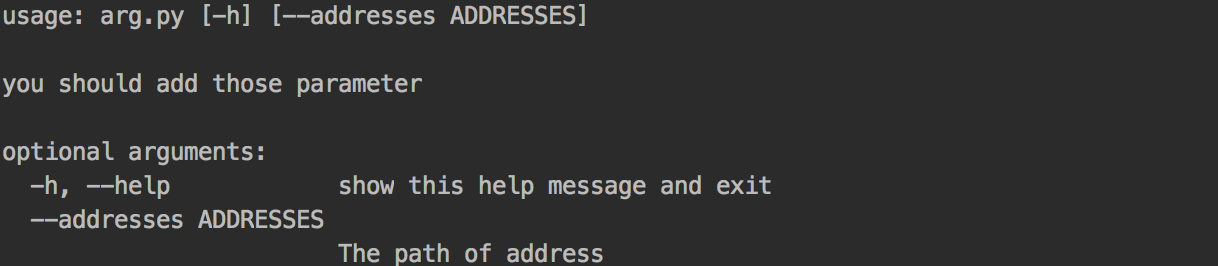 usage: arg.py [-h] [--addresses ADDRESSES]
you should add those parameter
optional arguments:
-h, --help show this help message and exit
--addresses ADDRESSES
The path of address